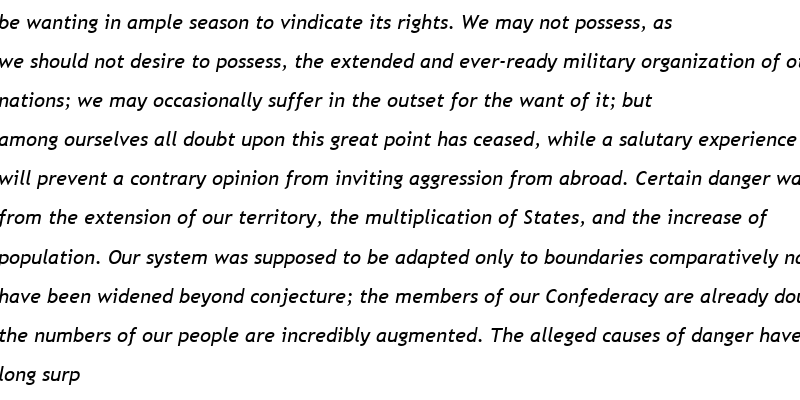 be wanting in ample season to vindicate its rights. We may not possess, as
we should not desire to possess, the extended and ever-ready military organization of
nations; we may occasionally suffer in the outset for the want of it; but
among ourselves all doubt upon this great point has ceased, while a salutary experience
will prevent a contrary opinion from inviting aggression from abroad. Certain danger
from the extension of our territory, the multiplication of States, and the increase of
population. Our system was supposed to be adapted only to boundaries comparatively
have been widened beyond conjecture; the members of our Confederacy are already
the numbers of our people are incredibly augmented. The alleged causes of danger have
long surp